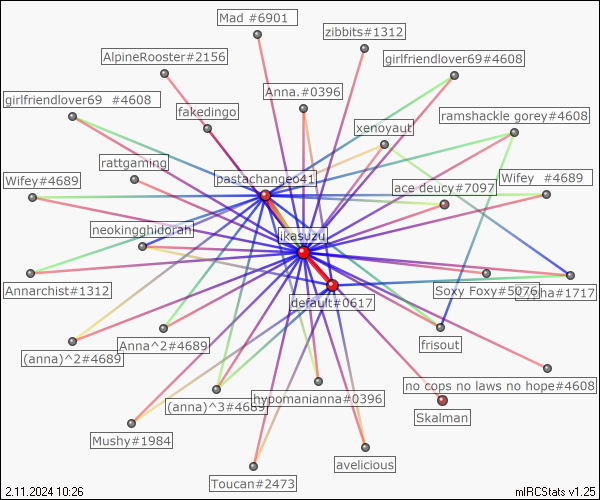 Mad #6901
zibbits#1312
AlpineRooster#2156
girlfriendlover69#4608
girlfriendlover69  #4608
Anna.#0396
fakedingo
ramshackle gorey#4608
xenoyaut
rattgaming
pastachangeo41
Wifey#4689
Wifey  #4689
ace deucy#7097
neokingghidorah
ikasuzu
Annarchist#1312
Soxy Foxy#5076
#1717
default#0617
Anna^2#4689
frisout
(anna)^2#4689
no cops no laws no hope#4608
hypomanianna#0396
(anna)^3#4689
Skalman
Mushy#1984
avelicious
Toucan#2473
2.11.2024 10:26
mIRCStats v1.25